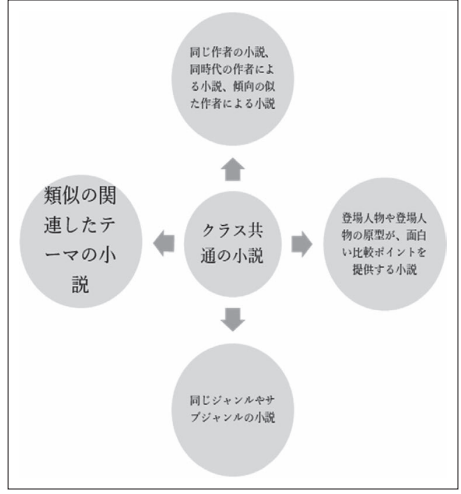 同じ作者の小説、
同時代の作者によ
る小説、傾向の似
た作者による小説
類似の関
連したテ
ーマの小
説
クラス共
通の小説
登場人物や登場人
物の原型が、面白
い比較ポイントを
提供する小説
同じジャンルやサ
ブジャンルの小説